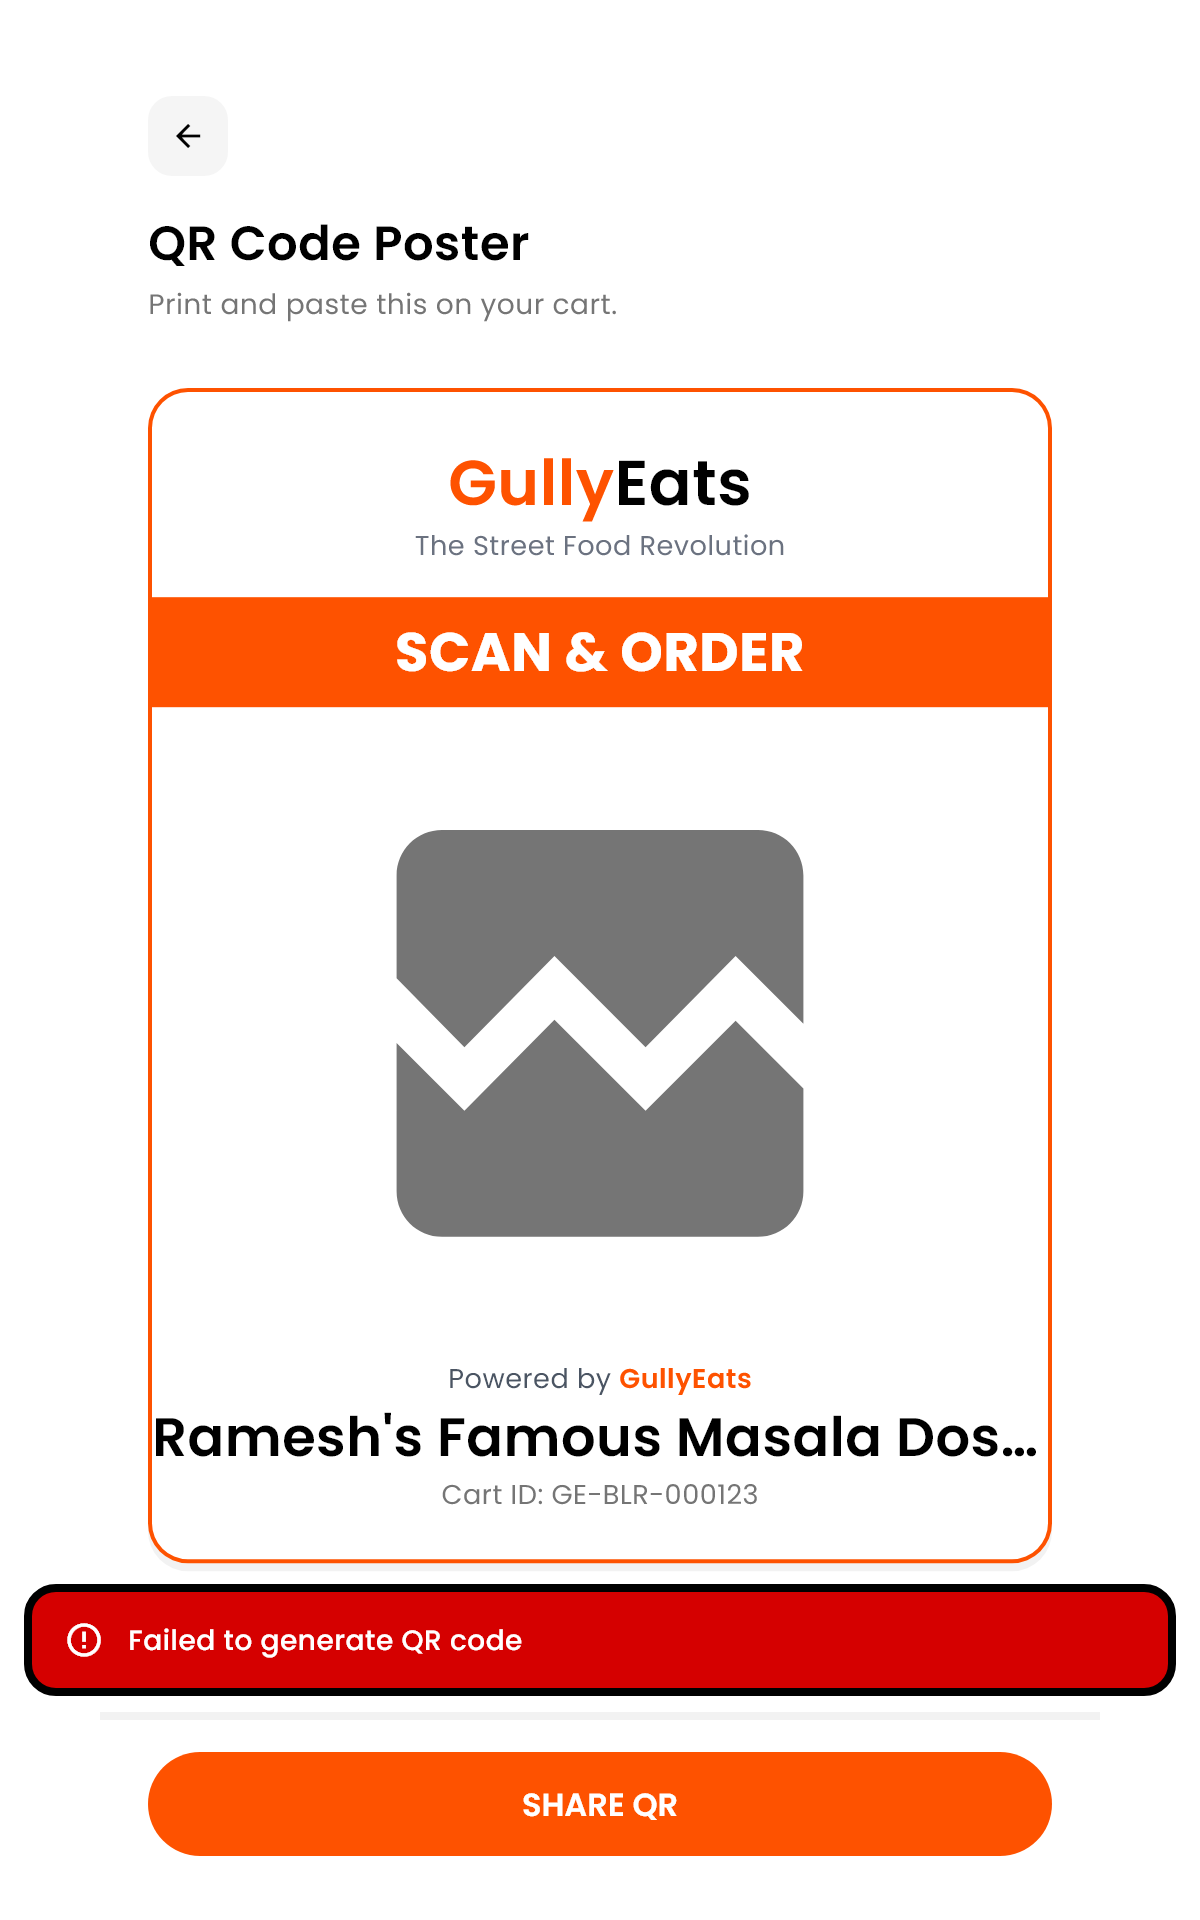 QR Code Poster
Print and paste this on your cart.
GullyEats
The Street Food Revolution
SCAN & ORDER
Powered by GullyEats
Ramesh's Famous Masala Dos...
Cart ID: GE-BLR-000123
Failed to generate QR code
SHARE QR